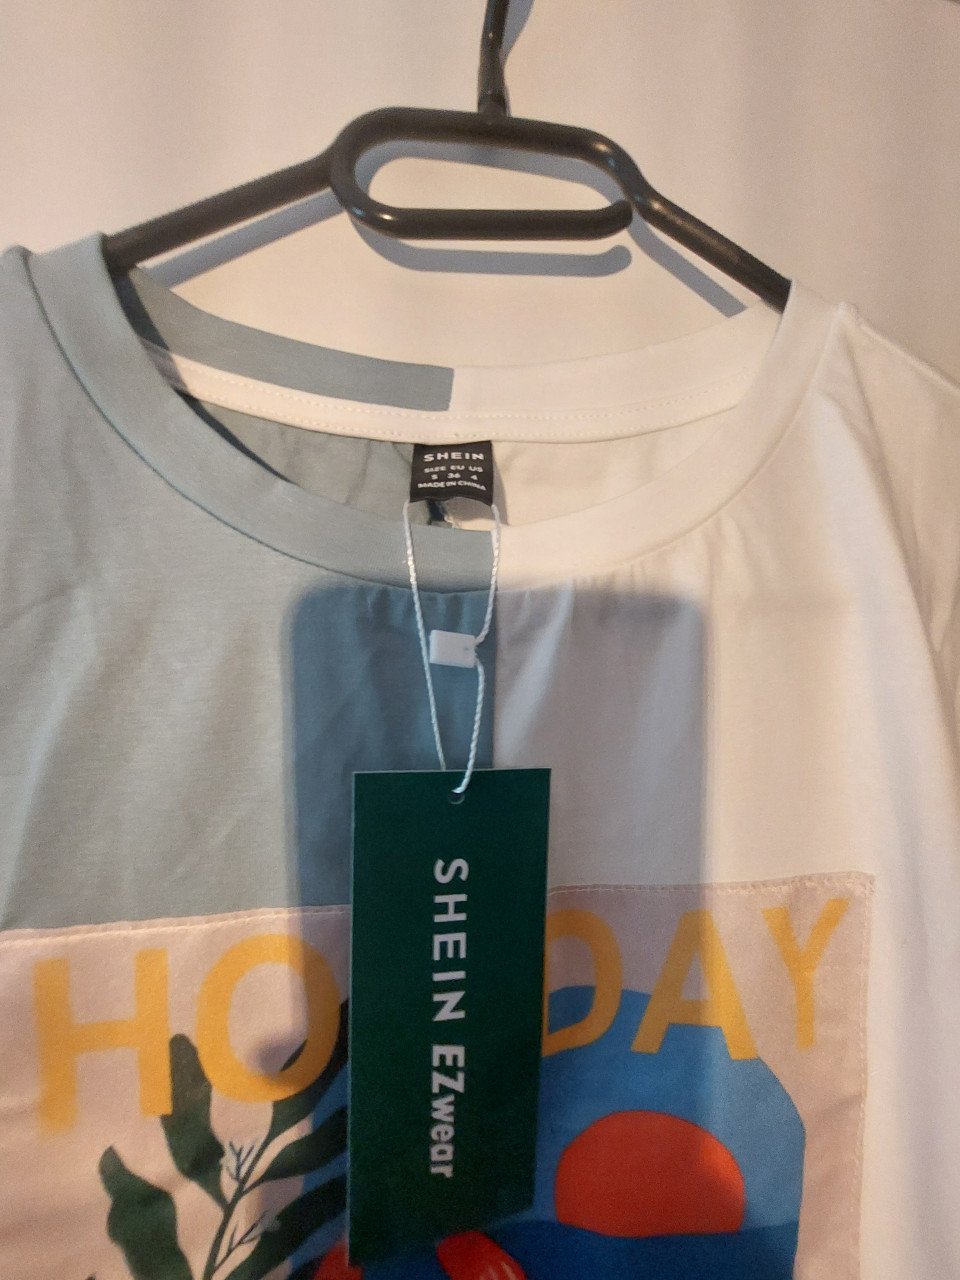 SHEIN
SIZE EU US
S 36 4
MADE IN CHINA
SHEIN EZwear
HO DAY